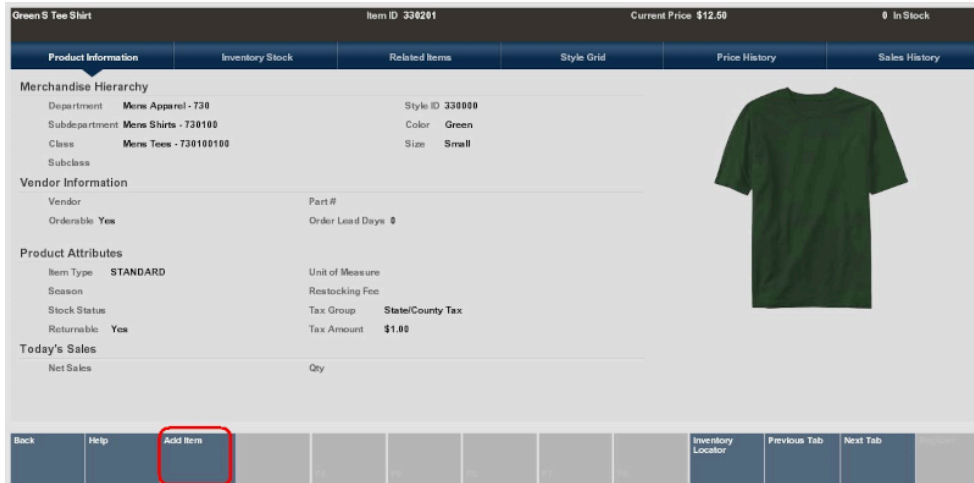 Green S Tee Shirt Item ID 330201 Current Price $12.50 0 In Stock
Product Information Inventory Stock Related Items Style Grid Price History Sales History
Merchandise Hierarchy
Department Mens Apparel - 730 Style ID 330000
Subdepartment Mens Shirts - 730100 Color Green
Class Mens Tees - 730100100 Size Small
Subclass
Vendor Information
Vendor Part #
Orderable Yes Order Lead Days 0
Product Attributes
Item Type STANDARD Unit of Measure
Season Restocking Fee
Stock Status Tax Group State/County Tax
Returnable Yes Tax Amount $1.00
Today's Sales
Net Sales Qty
Back Help Add Item Inventory Previous Tab Next Tab
Locator